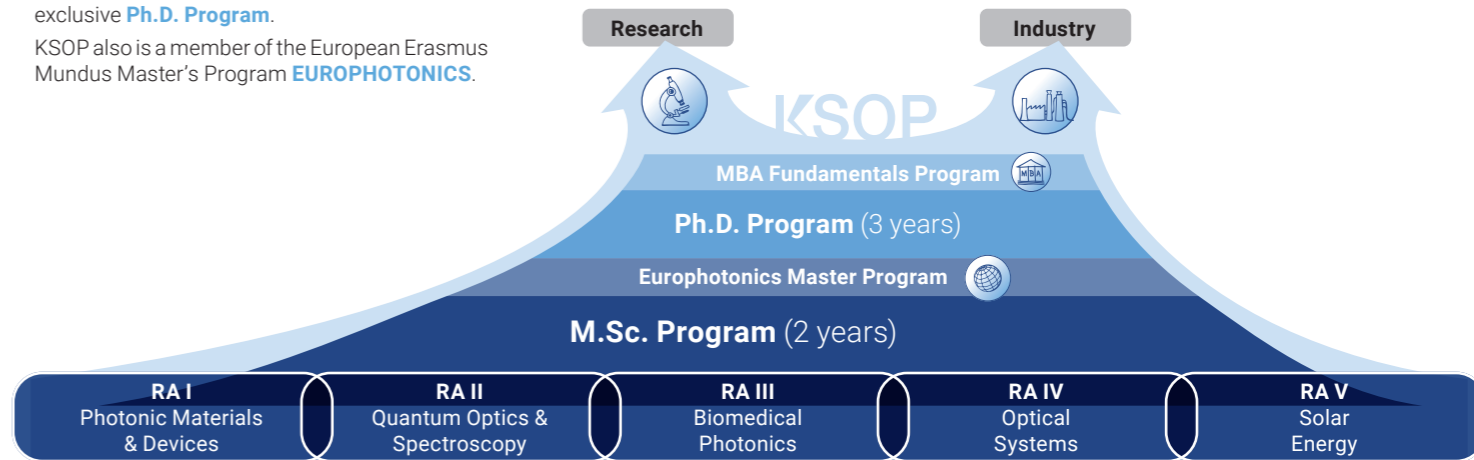 exclusive Ph.D. Program.
KSOP also is a member of the European Erasmus
Mundus Master's Program EUROPHOTONICS.
Research
Industry
KSOP
MBA Fundamentals Program
MBA
Ph.D. Program (3 years)
Europhotonics Master Program
M.Sc. Program (2 years)
RA I
Photonic Materials
& Devices
RA II
Quantum Optics &
Spectroscopy
RA III
Biomedical
Photonics
RA IV
Optical
Systems
RA V
Solar
Energy